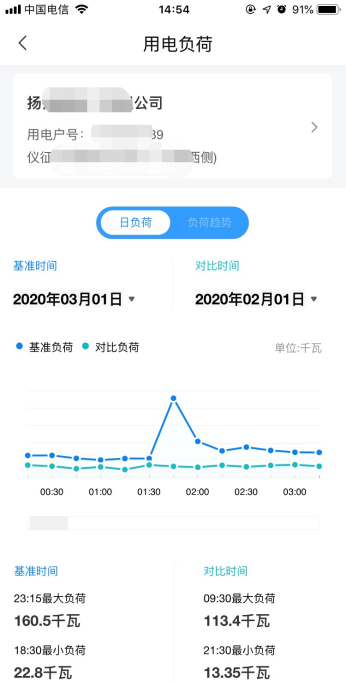 中国电信 14:54 91%
用电负荷
扬 公司
用电户号： 39
仪征 西侧)
日负荷 负荷趋势
基准时间 对比时间
2020年03月01日 2020年02月01日
基准负荷 对比负荷 单位:千瓦
00:30 01:00 01:30 02:00 02:30 03:00
基准时间 对比时间
23:15最大负荷 09:30最大负荷
160.5千瓦 113.4千瓦
18:30最小负荷 21:30最小负荷
22.8千瓦 13.35千瓦